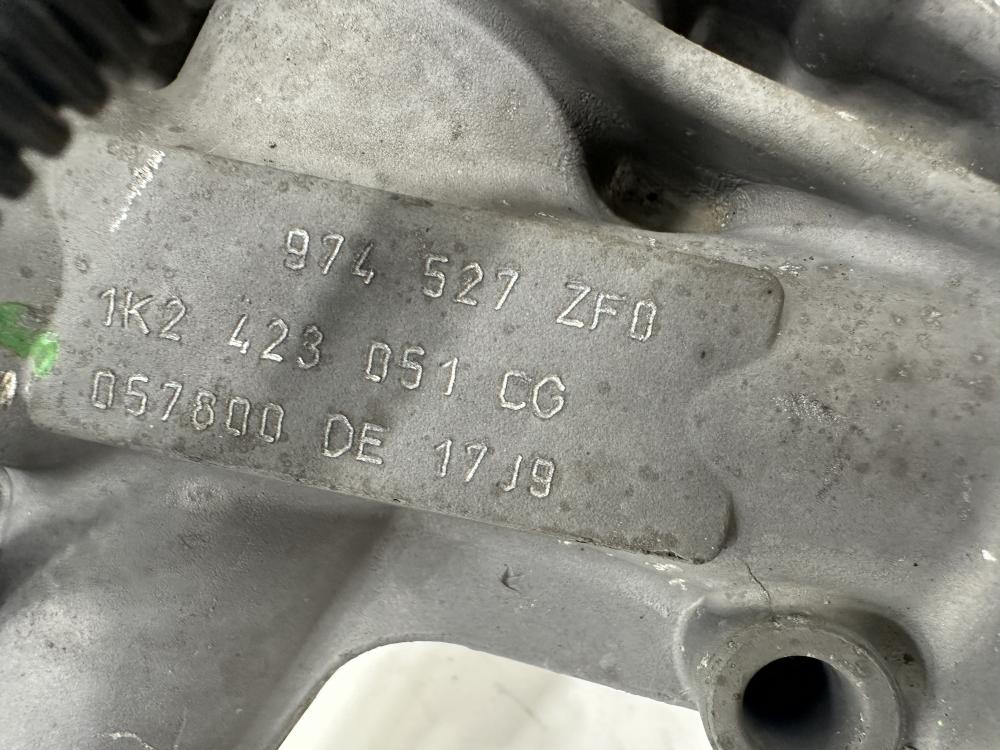 974 527 ZF0
1K2 423 051 CG
057800 DE 17J9